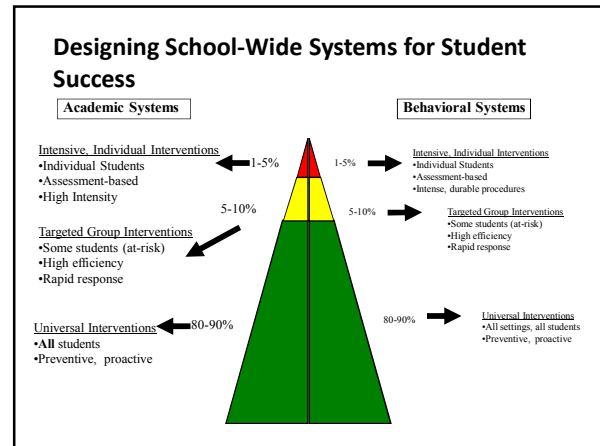 Designing School-Wide Systems for Student
Success
Academic Systems
Behavioral Systems
Intensive, Individual Interventions
•Individual Students
•Assessment-based
•High Intensity
1-5%
1-5%
Intensive, Individual Interventions
•Individual Students
•Assessment-based
•Intense, durable procedures
5-10%
Targeted Group Interventions
•Some students (at-risk)
•High efficiency
•Rapid response
5-10%
Targeted Group Interventions
•Some students (at-risk)
•High efficiency
•Rapid response
Universal Interventions
•All students
•Preventive, proactive
80-90%
80-90%
Universal Interventions
•All settings, all students
•Preventive, proactive